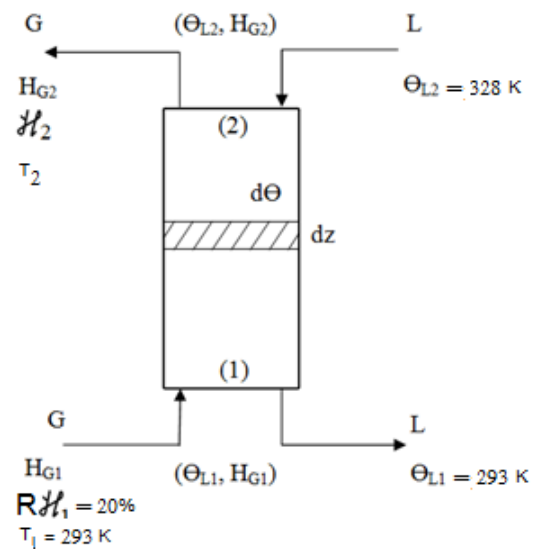 G
(ΘL2, HG2)
L
HG2
ΘL2 = 328 K
ℋ2
(2)
T2
dΘ
dz
(1)
G
L
HG1
(ΘL1, HG1)
ΘL1 = 293 K
Rℋ1 = 20%
T1 = 293 K